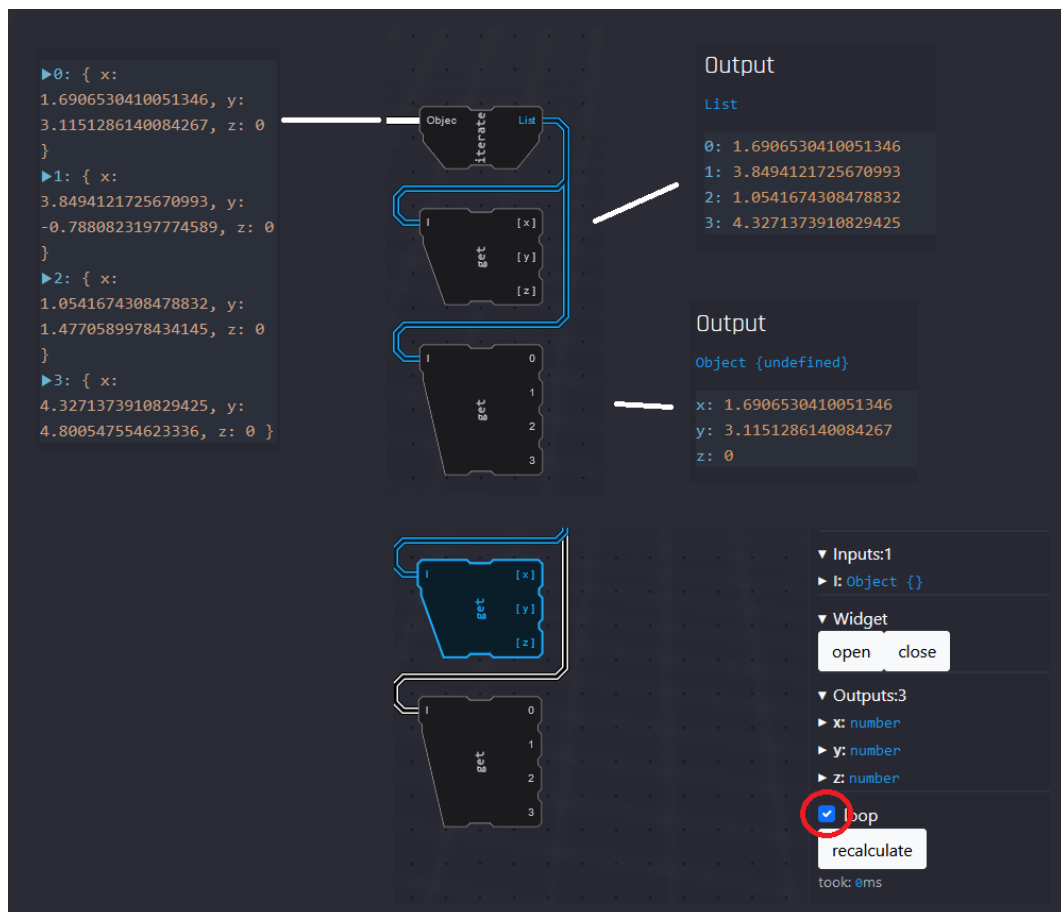 ▶0: { x:
1.6906530410051346, y:
3.1151286140084267, z: 0
}
▶1: { x:
3.8494121725670993, y:
-0.7880823197774589, z: 0
}
▶2: { x:
1.0541674308478832, y:
1.4770589978434145, z: 0
}
▶3: { x:
4.3271373910829425, y:
4.800547554623336, z: 0 }
Objec iterate List
I get [x]
[y]
[z]
I get 0
1
2
3
Output
List
0: 1.6906530410051346
1: 3.8494121725670993
2: 1.0541674308478832
3: 4.3271373910829425
Output
Object {undefined}
x: 1.6906530410051346
y: 3.1151286140084267
z: 0
I get [x]
[y]
[z]
I get 0
1
2
3
▼ Inputs:1
▶ I: Object {}
▼ Widget
open close
▼ Outputs:3
▶ x: number
▶ y: number
▶ z: number
loop
recalculate
took: 0ms